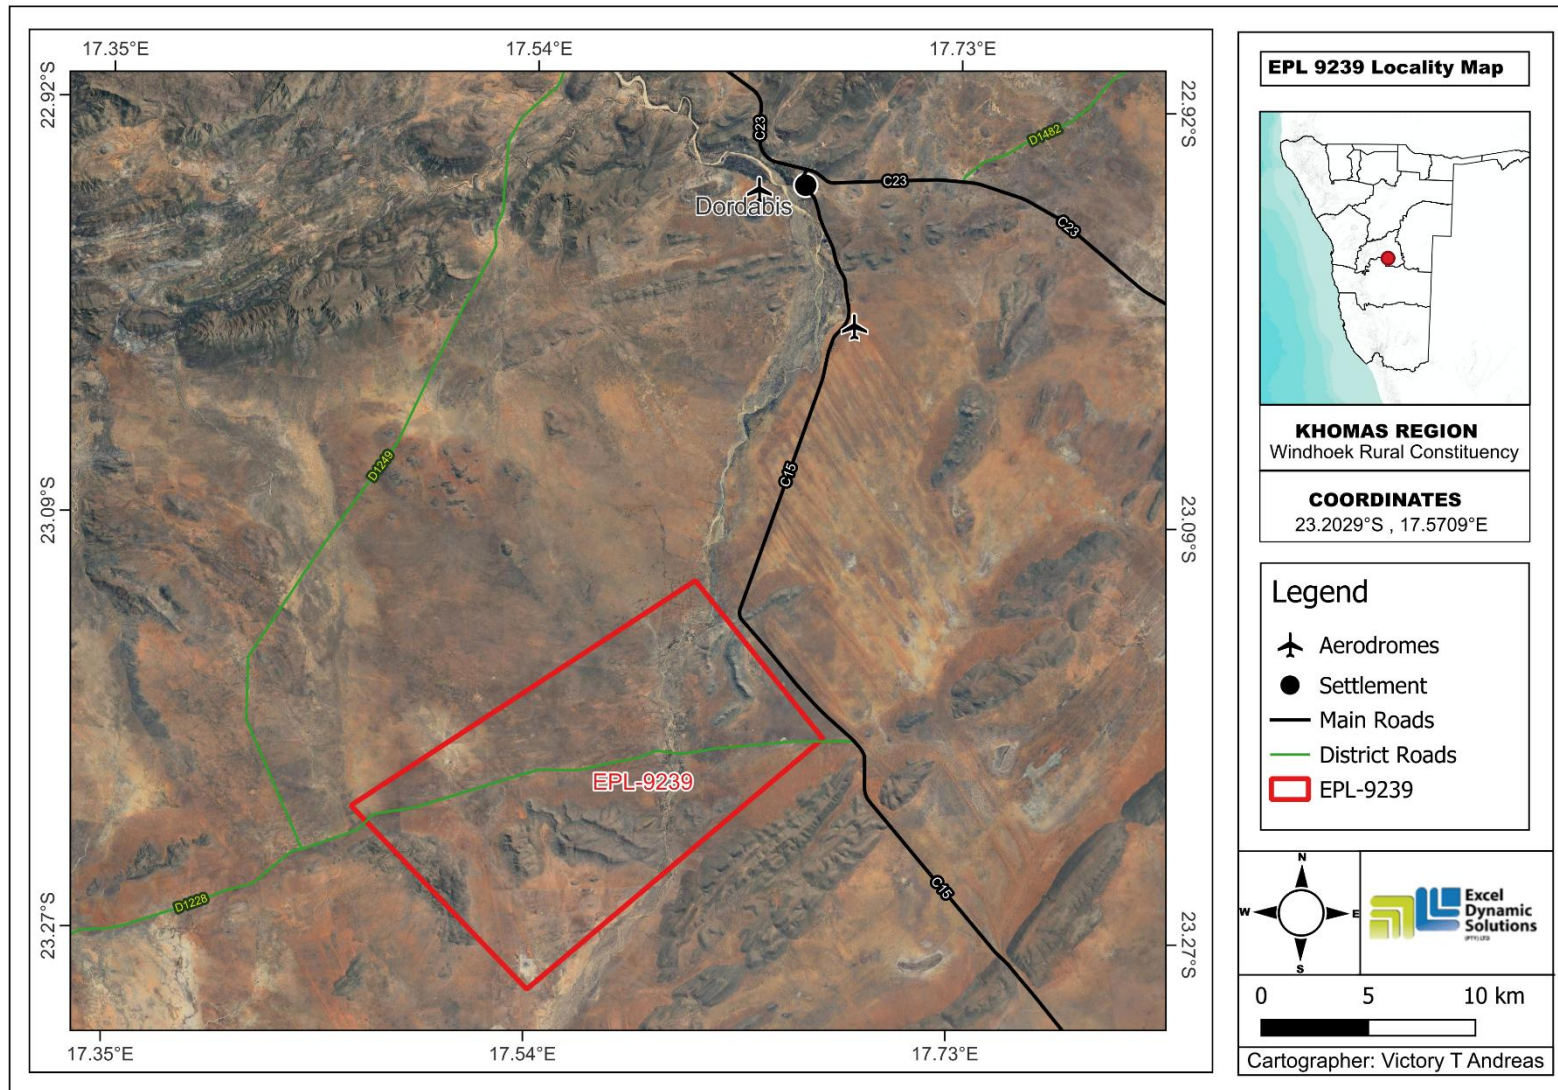 17.35°E
17.54°E
17.73°E
22.92°S
22.92°S
C23
D1482
C23
Dordabis
C23
D1249
C15
23.09°S
23.09°S
EPL-9239
C15
D1228
23.27°S
23.27°S
17.35°E
17.54°E
17.73°E
EPL 9239 Locality Map
KHOMAS REGION
Windhoek Rural Constituency
COORDINATES
23.2029°S , 17.5709°E
Legend
Aerodromes
Settlement
Main Roads
District Roads
EPL-9239
N
W
E
S
Excel
Dynamic
Solutions
(PTY) LTD
0 5 10 km
Cartographer: Victory T Andreas